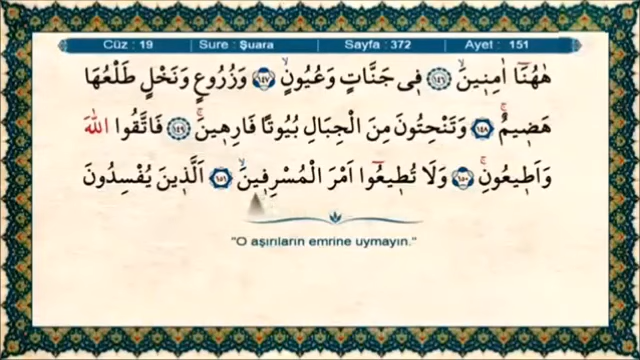 Cüz : 19 Sure : Şuara Sayfa : 372 Ayet : 151
هٰهُنَٓا اٰمِنٖينَۙ ﴿١٤٦﴾ فٖي جَنَّاتٍ وَعُيُونٍۙ ﴿١٤٧﴾ وَزُرُوعٍ وَنَخْلٍ طَلْعُهَا
هَضٖيمٌۚ ﴿١٤٨﴾ وَتَنْحِتُونَ مِنَ الْجِبَالِ بُيُوتًا فَارِهٖينَۚ ﴿١٤٩﴾ فَاتَّقُوا اللّٰهَ
وَاَطٖيعُونِۚ ﴿١٥٠﴾ وَلَا تُطٖيعُٓوا اَمْرَ الْمُسْرِفٖينَۙ ﴿١٥١﴾ اَلَّذٖينَ يُفْسِدُونَ
"O aşırıların emrine uymayın."